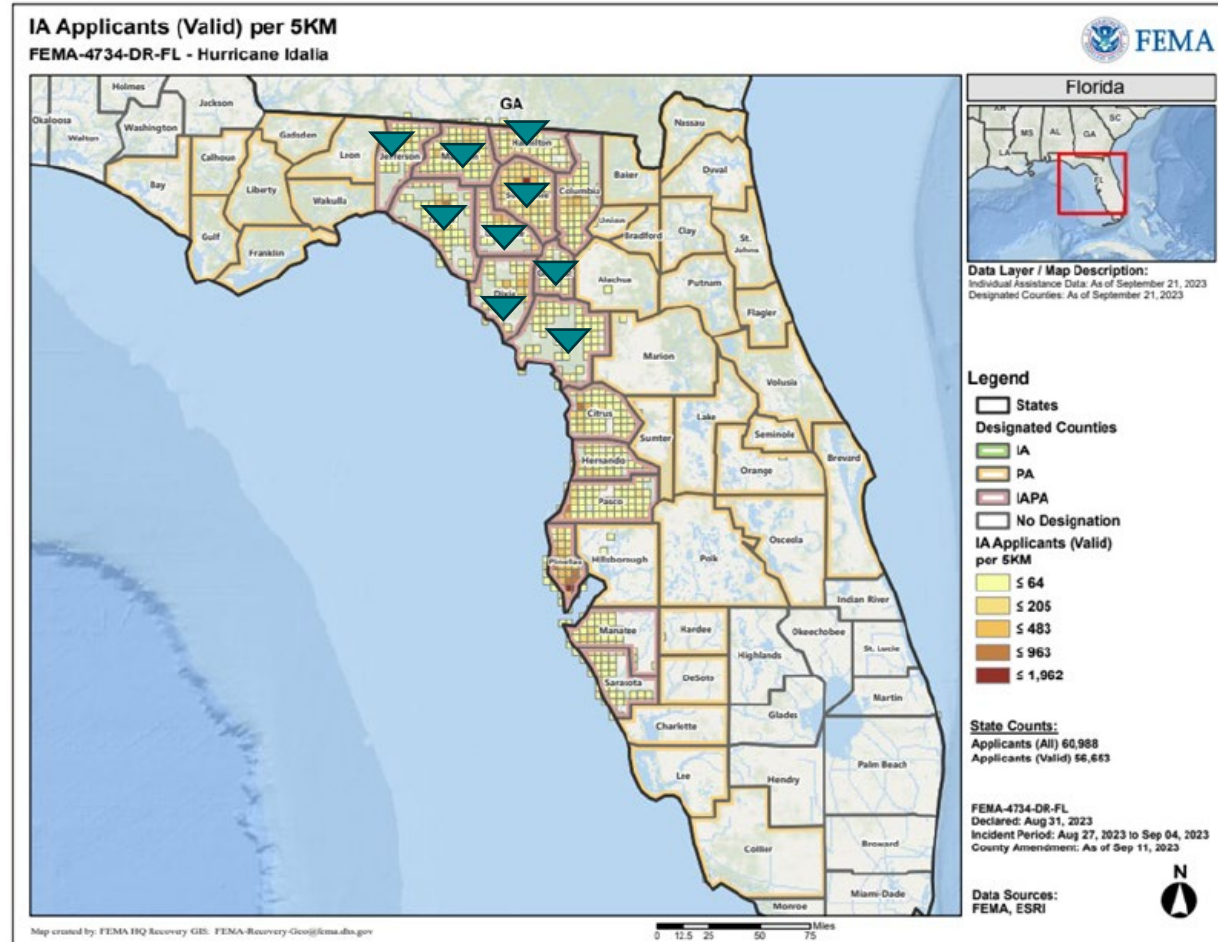 IA Applicants (Valid) per 5KM
FEMA-4734-DR-FL - Hurricane Idalia
FEMA
Florida
AR
SC
MS
AL
GA
LA
FL
Data Layer / Map Description:
Individual Assistance Data: As of September 21, 2023
Designated Counties: As of September 21, 2023
Legend
States
Designated Counties
IA
PA
IAPA
No Designation
IA Applicants (Valid)
per 5KM
≤ 64
≤ 205
≤ 483
≤ 963
≤ 1,962
State Counts:
Applicants (All) 60,988
Applicants (Valid) 56,653
FEMA-4734-DR-FL
Declared: Aug 31, 2023
Incident Period: Aug 27, 2023 to Sep 04, 2023
County Amendment: As of Sep 11, 2023
Data Sources:
FEMA, ESRI
N
GA
Holmes
Jackson
Okaloosa
Walton
Washington
Gadsden
Calhoun
Leon
Jefferson
Hamilton
Nassau
Bay
Liberty
Wakulla
Columbia
Baker
Duval
Gulf
Franklin
Union
Bradford
Clay
St. Johns
Dixie
Alachua
Putnam
Flagler
Marion
Volusia
Citrus
Lake
Sumter
Seminole
Hernando
Orange
Brevard
Pasco
Pinellas
Hillsborough
Polk
Osceola
Indian River
Manatee
Hardee
Okeechobee
St. Lucie
Highlands
Sarasota
DeSoto
Martin
Glades
Charlotte
Lee
Hendry
Palm Beach
Collier
Broward
Monroe
Miami-Dade
Map created by: FEMA HQ Recovery GIS: FEMA-Recovery-Geo@fema.dhs.gov
Miles
0 12.5 25 50 75